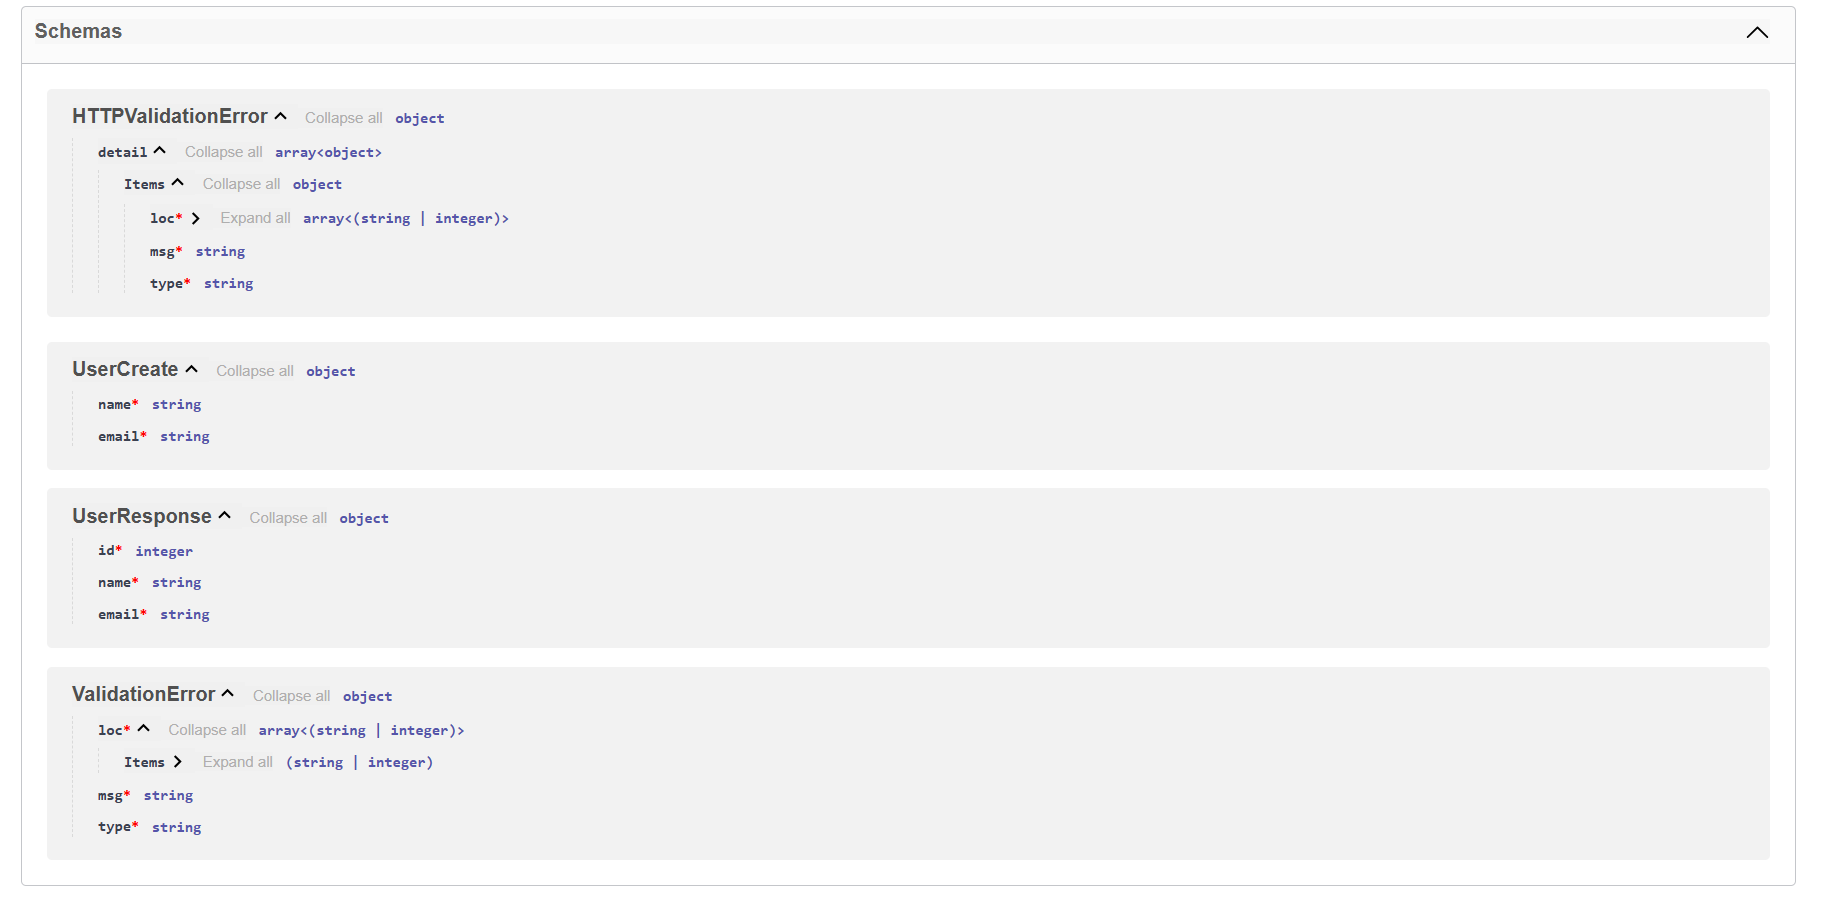 Schemas
HTTPValidationError Collapse all object
detail Collapse all array<object>
Items Collapse all object
loc* Expand all array<(string | integer)>
msg* string
type* string
UserCreate Collapse all object
name* string
email* string
UserResponse Collapse all object
id* integer
name* string
email* string
ValidationError Collapse all object
loc* Collapse all array<(string | integer)>
Items Expand all (string | integer)
msg* string
type* string